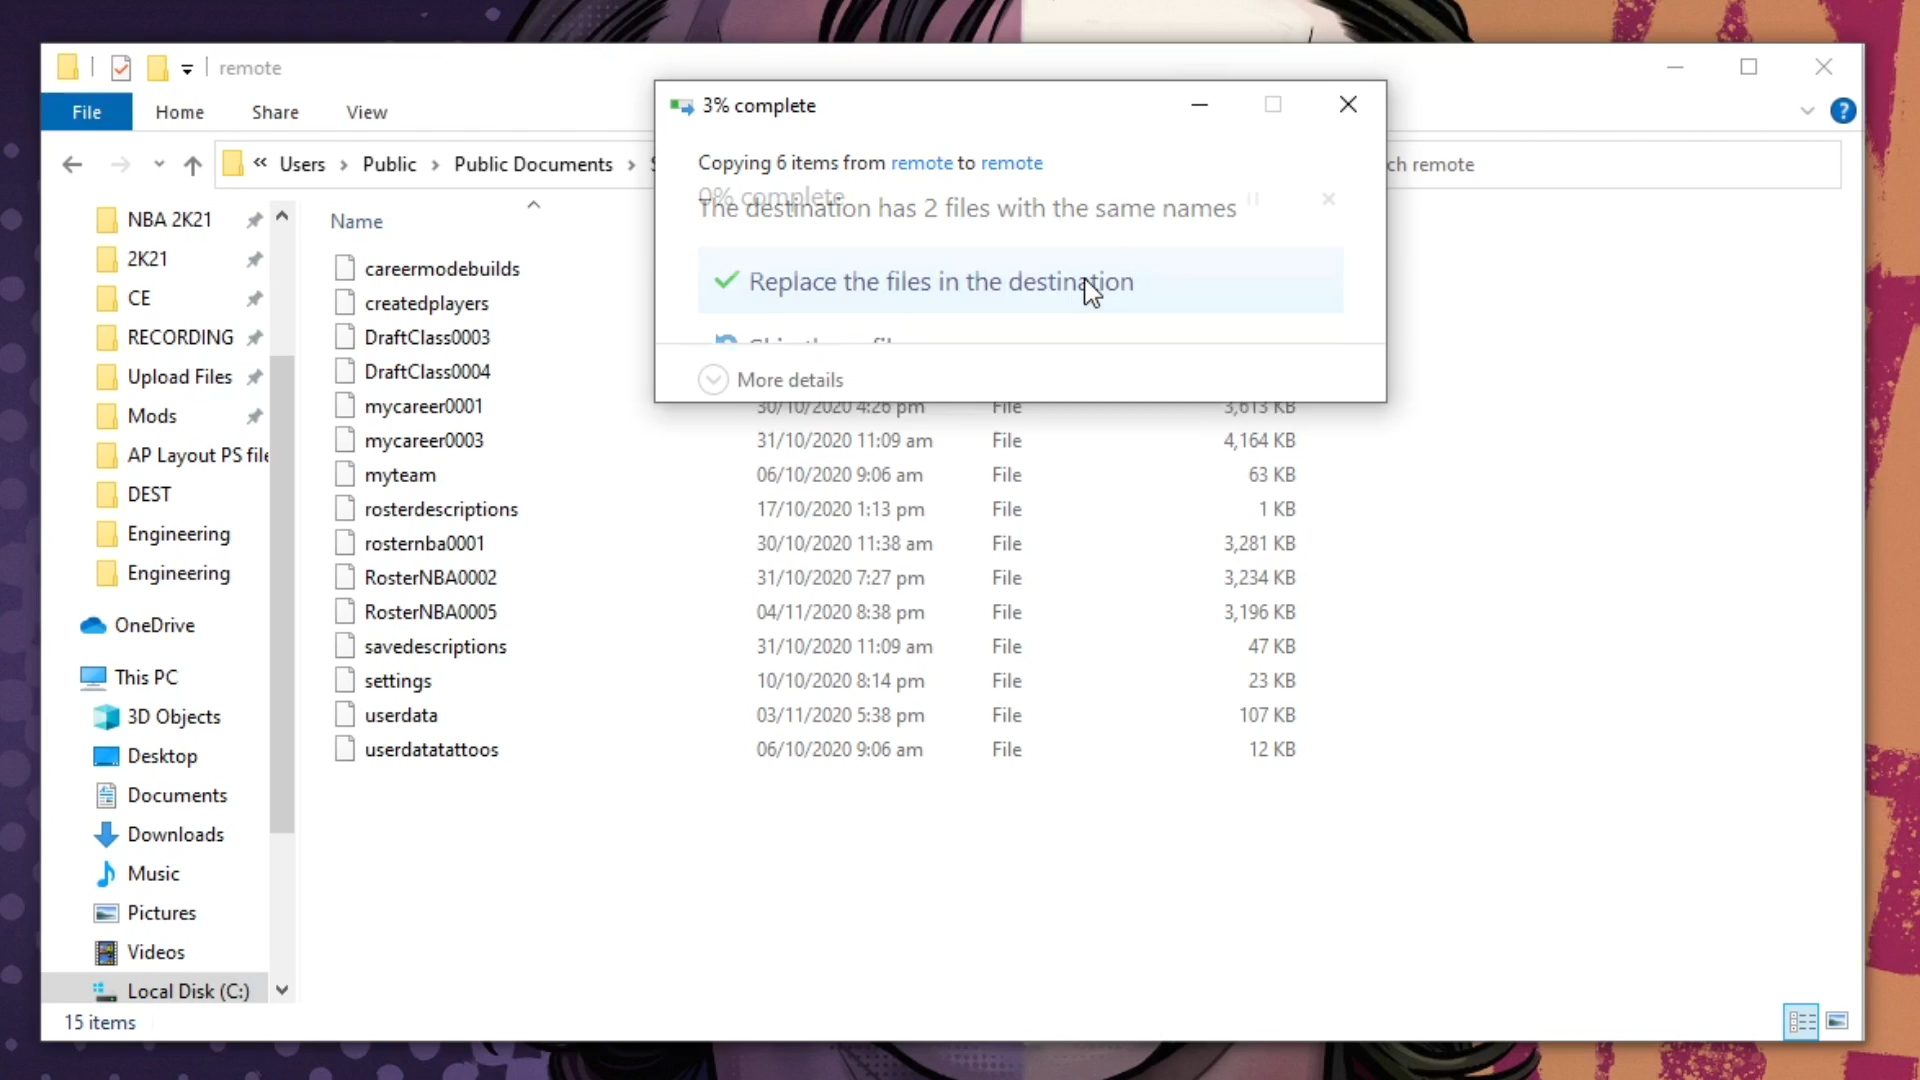 remote
File
Home
Share
View
« Users › Public › Public Documents ›
ch remote
3% complete
Copying 6 items from remote to remote
0% complete
The destination has 2 files with the same names
Replace the files in the destination
More details
NBA 2K21
2K21
CE
RECORDING
Upload Files
Mods
AP Layout PS file
DEST
Engineering
Engineering
OneDrive
This PC
3D Objects
Desktop
Documents
Downloads
Music
Pictures
Videos
Local Disk (C:)
Name
careermodebuilds
createdplayers
DraftClass0003
DraftClass0004
mycareer0001 30/10/2020 4:26 pm File 3,613 KB
mycareer0003 31/10/2020 11:09 am File 4,164 KB
myteam 06/10/2020 9:06 am File 63 KB
rosterdescriptions 17/10/2020 1:13 pm File 1 KB
rosternba0001 30/10/2020 11:38 am File 3,281 KB
RosterNBA0002 31/10/2020 7:27 pm File 3,234 KB
RosterNBA0005 04/11/2020 8:38 pm File 3,196 KB
savedescriptions 31/10/2020 11:09 am File 47 KB
settings 10/10/2020 8:14 pm File 23 KB
userdata 03/11/2020 5:38 pm File 107 KB
userdatatattoos 06/10/2020 9:06 am File 12 KB
15 items